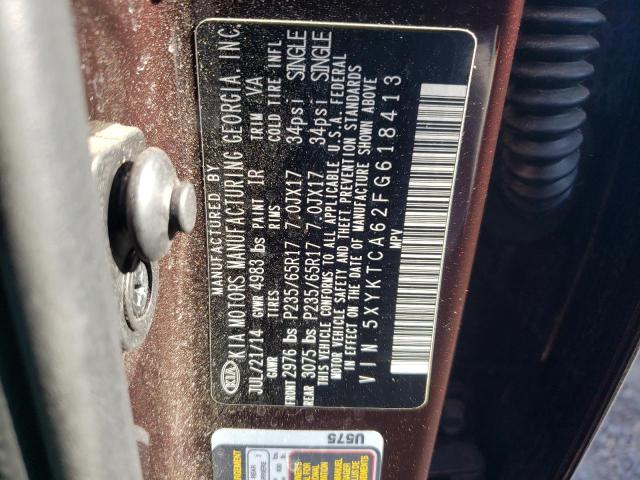 MANUFACTURED BY
KIA KIA MOTORS MANUFACTURING GEORGIA, INC.
JUL/21/14 GVWR 4983 lbs PAINT IR TRIM VA
GAWR TIRES RIMS COLD TIRE INFL
FRONT 2976 lbs P235/65R17 7.0JX17 34psi SINGLE
REAR 3075 lbs P235/65R17 7.0JX17 34psi SINGLE
THIS VEHICLE CONFORMS TO ALL APPLICABLE U.S.A. FEDERAL
MOTOR VEHICLE SAFETY AND THEFT PREVENTION STANDARDS
IN EFFECT ON THE DATE OF MANUFACTURE SHOWN ABOVE
V I N. 5XYKTCA62FG618413
MPV
U575